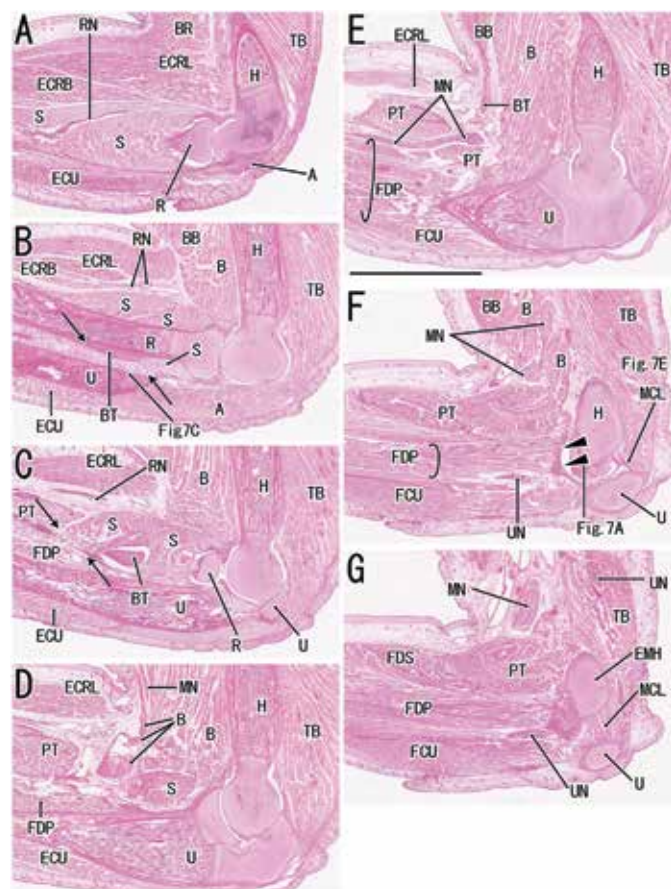 A
RN
BR
TB
ECRL
ECRB
H
S
S
ECU
R
A
B
RN
BB
ECRL
ECRB
B
H
TB
S
S
R
S
U
A
ECU
BT
Fig7C
C
ECRL
RN
B
H
TB
PT
S
S
FDP
BT
U
ECU
R
U
D
ECRL
MN
H
B
B
TB
PT
S
FDP
ECU
U
E
ECRL
BB
B
H
TB
MN
BT
PT
PT
FDP
U
FCU
F
BB
B
TB
MN
B
Fig.7E
MCL
H
PT
FDP
FCU
UN
Fig.7A
U
G
MN
UN
TB
FDS
PT
EMH
FDP
MCL
FCU
UN
U